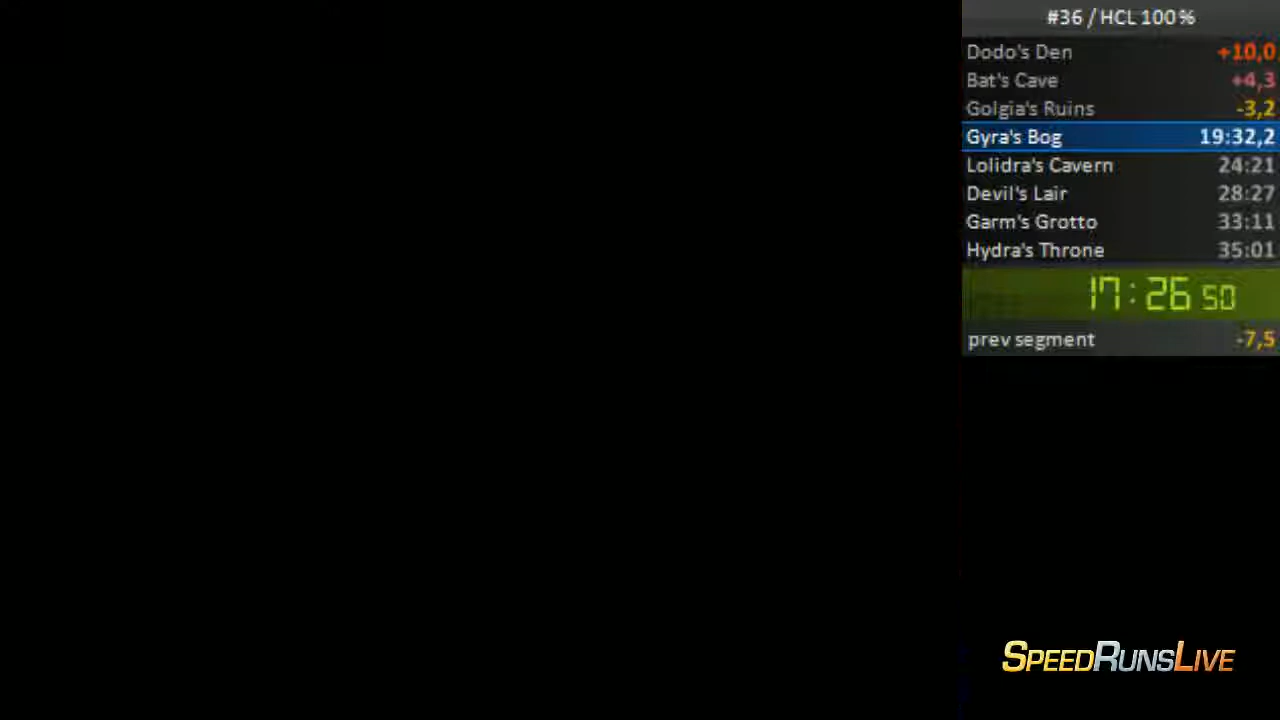 #36 / HCL 100%
Dodo's Den +10,0
Bat's Cave +4,3
Golgia's Ruins -3,2
Gyra's Bog 19:32,2
Lolidra's Cavern 24:21
Devil's Lair 28:27
Garm's Grotto 33:11
Hydra's Throne 35:01
17:26 50
prev segment -7,5
SPEEDRUNSLIVE